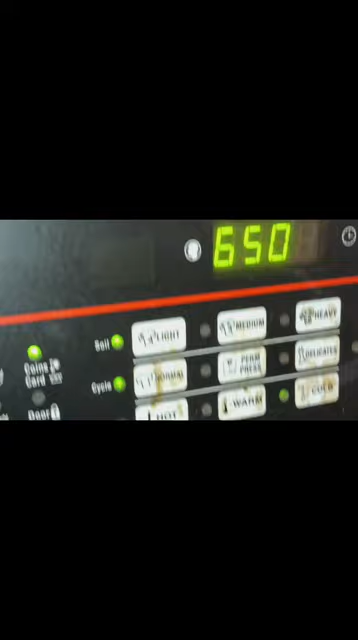 650
Soil LIGHT MEDIUM HEAVY
Coins
Card
Cycle NORMAL PERM PRESS DELICATES
Door
HOT WARM COLD